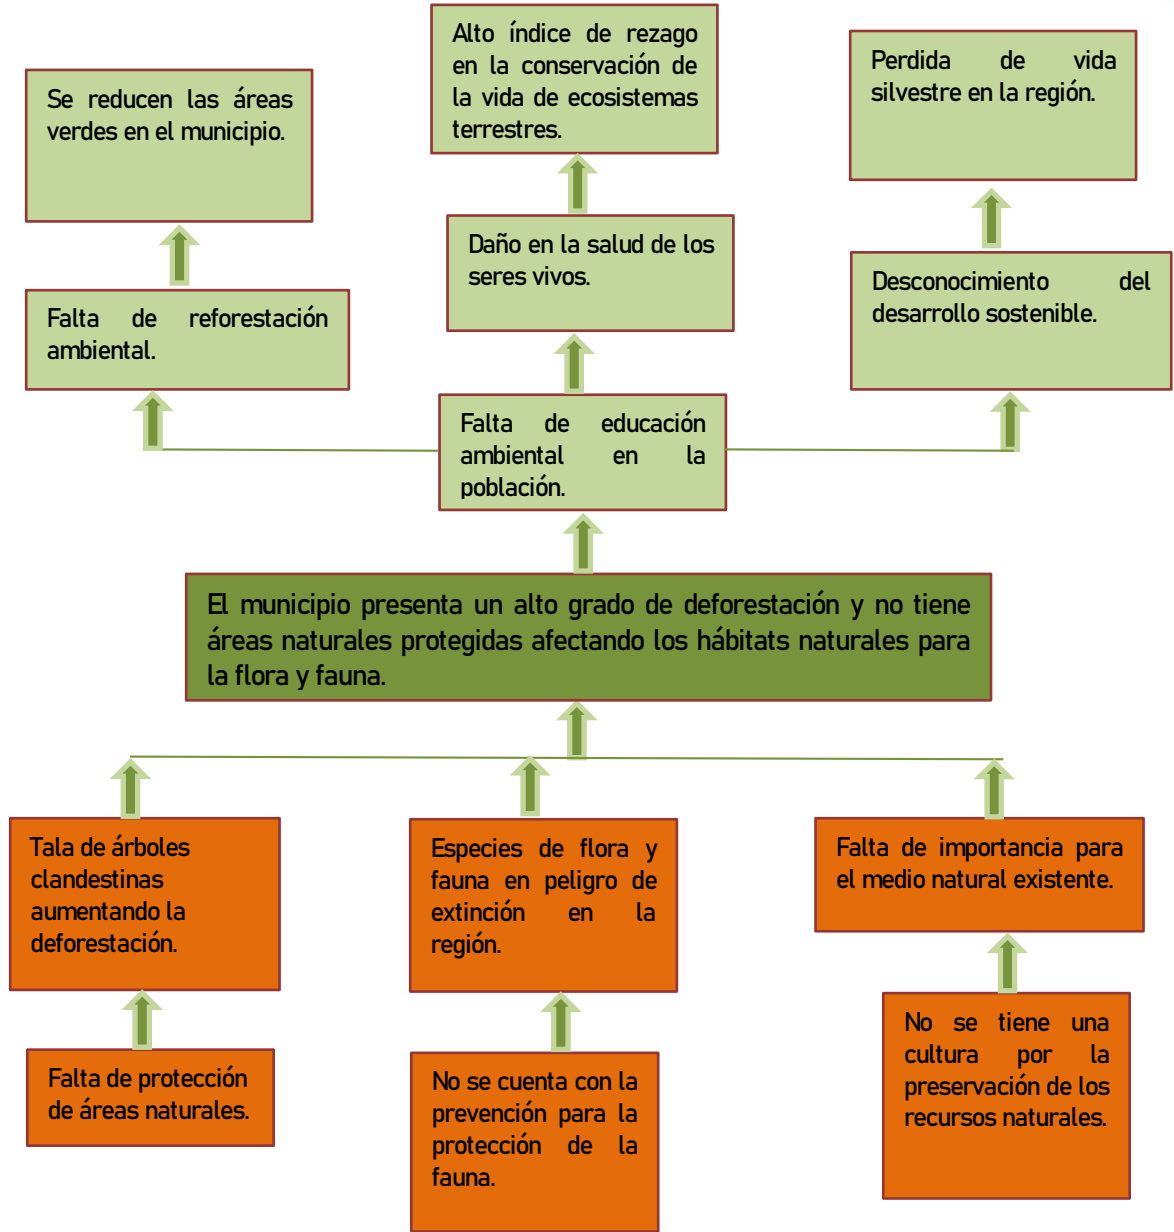 Se reducen las áreas
verdes en el municipio.
Alto índice de rezago
en la conservación de
la vida de ecosistemas
terrestres.
Perdida de vida
silvestre en la región.
Falta de reforestación
ambiental.
Daño en la salud de los
seres vivos.
Desconocimiento del
desarrollo sostenible.
Falta de educación
ambiental en la
población.
El municipio presenta un alto grado de deforestación y no tiene
áreas naturales protegidas afectando los hábitats naturales para
la flora y fauna.
Tala de árboles
clandestinas
aumentando la
deforestación.
Especies de flora y
fauna en peligro de
extinción en la
región.
Falta de importancia para
el medio natural existente.
Falta de protección
de áreas naturales.
No se cuenta con la
prevención para la
protección de la
fauna.
No se tiene una
cultura por la
preservación de los
recursos naturales.